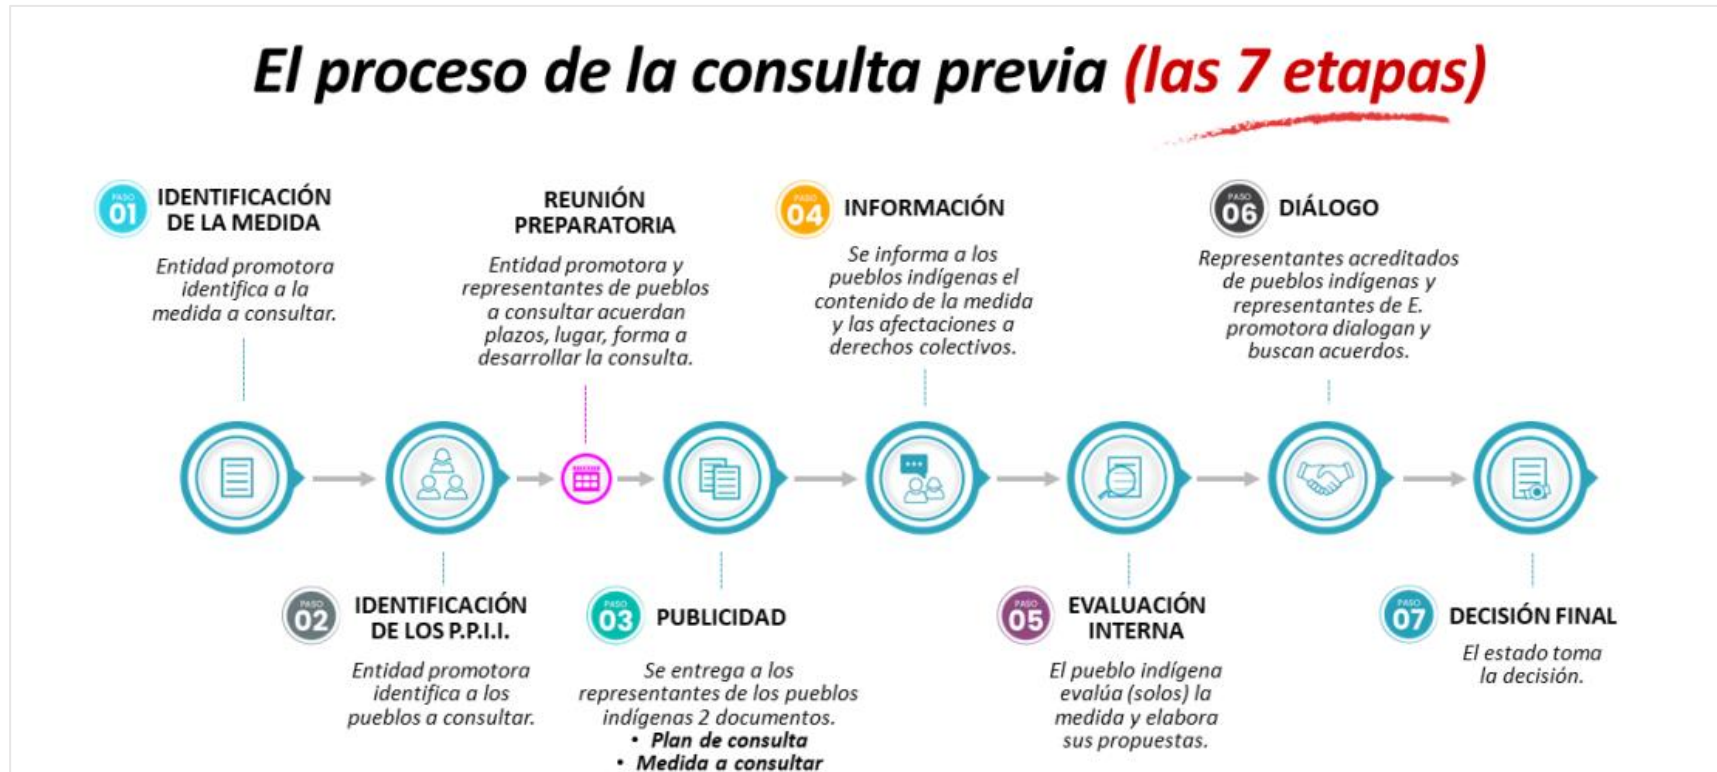 El proceso de la consulta previa (las 7 etapas)
PASO
01
IDENTIFICACIÓN
DE LA MEDIDA
Entidad promotora
identifica a la
medida a consultar.
PASO
02
IDENTIFICACIÓN
DE LOS P.P.I.I.
Entidad promotora
identifica a los
pueblos a consultar.
REUNIÓN
PREPARATORIA
Entidad promotora y
representantes de pueblos
a consultar acuerdan
plazos, lugar, forma a
desarrollar la consulta.
PASO
03
PUBLICIDAD
Se entrega a los
representantes de los pueblos
indígenas 2 documentos.
• Plan de consulta
• Medida a consultar
PASO
04
INFORMACIÓN
Se informa a los
pueblos indígenas el
contenido de la medida
y las afectaciones a
derechos colectivos.
PASO
05
EVALUACIÓN
INTERNA
El pueblo indígena
evalúa (solos) la
medida y elabora
sus propuestas.
PASO
06
DIÁLOGO
Representantes acreditados
de pueblos indígenas y
representantes de E.
promotora dialogan y
buscan acuerdos.
PASO
07
DECISIÓN FINAL
El estado toma
la decisión.